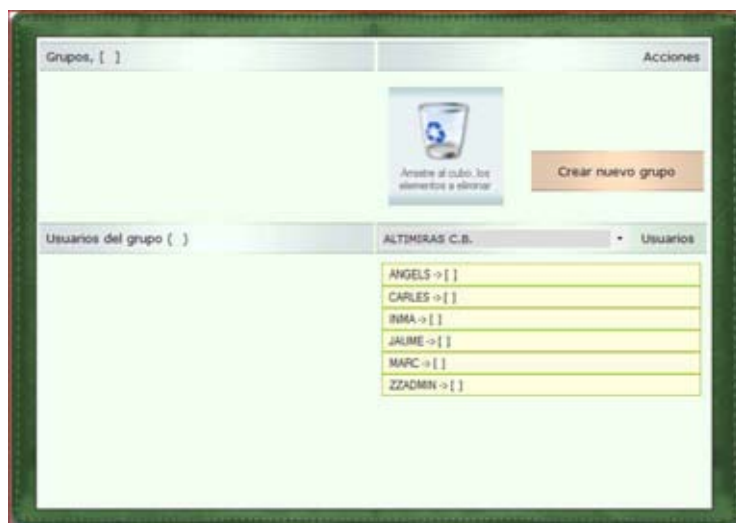 Grupos, [ ]
Acciones
Arrastre al cubo, los
elementos a eliminar
Crear nuevo grupo
Usuarios del grupo ( )
ALTIMIRAS C.B.
Usuarios
ANGELS -> [ ]
CARLES -> [ ]
INMA -> [ ]
JAUME -> [ ]
MARC -> [ ]
ZZADMIN -> [ ]